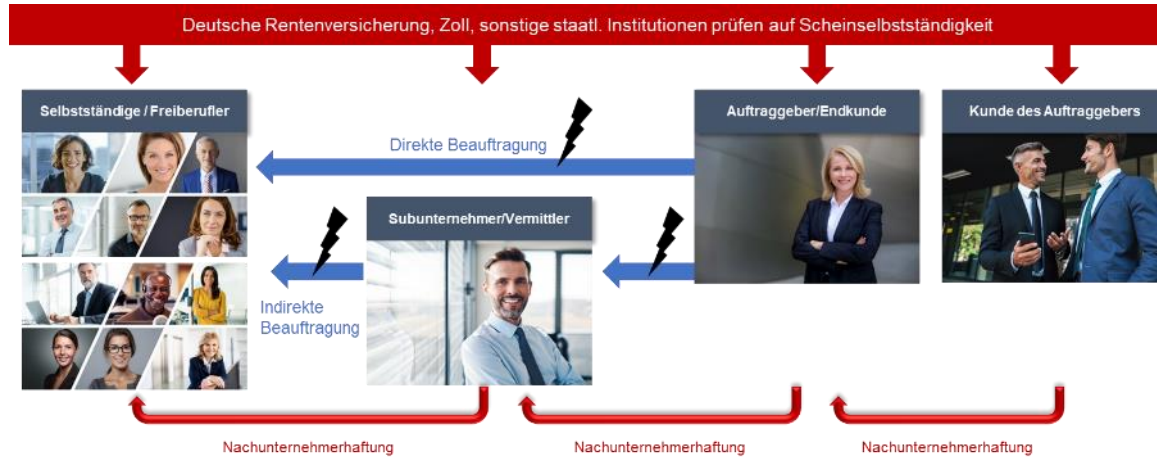 Deutsche Rentenversicherung, Zoll, sonstige staatl. Institutionen prüfen auf Scheinselbstständigkeit
Selbstständige / Freiberufler
Auftraggeber/Endkunde
Kunde des Auftraggebers
Direkte Beauftragung
Subunternehmer/Vermittler
Indirekte
Beauftragung
Nachunternehmerhaftung
Nachunternehmerhaftung
Nachunternehmerhaftung